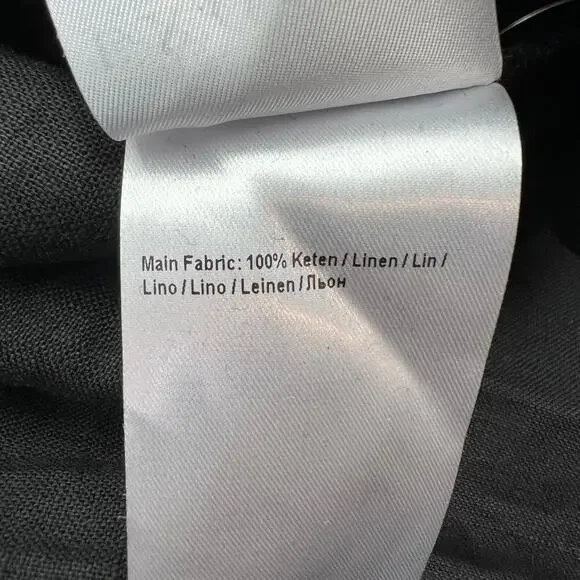 Main Fabric: 100% Keten / Linen / Lin /
Lino / Lino / Leinen / Льон